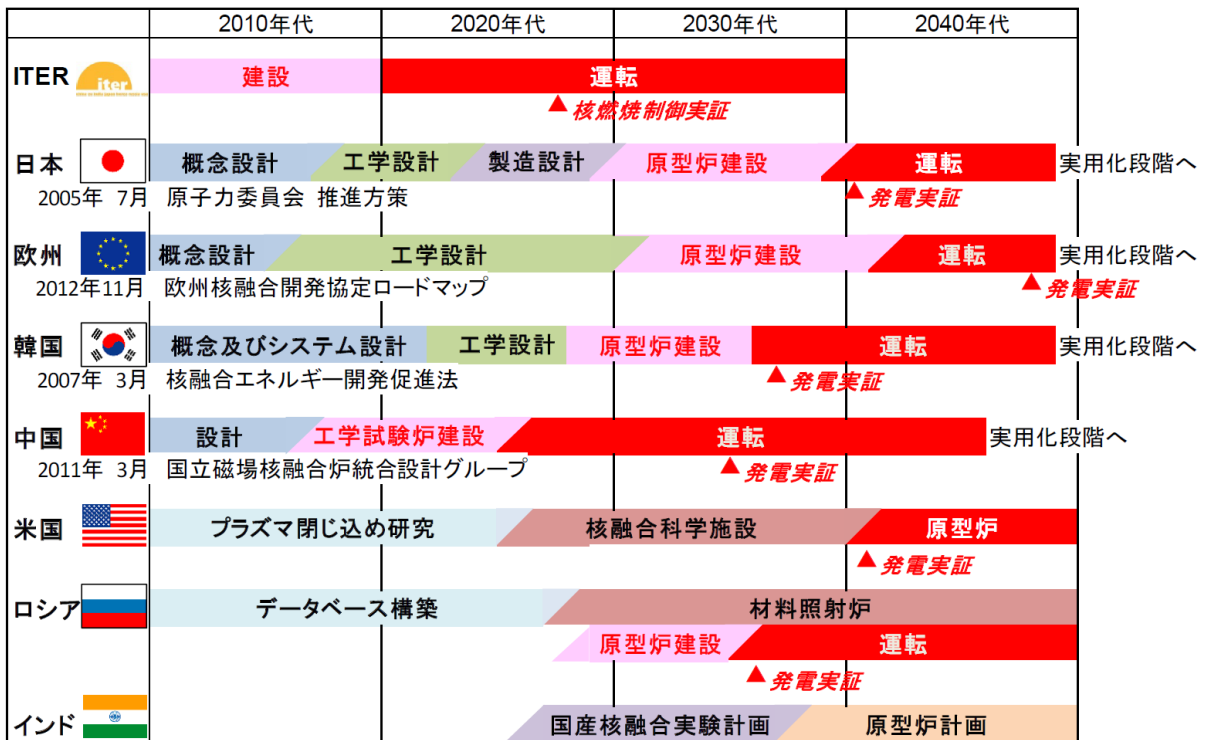 2010年代 2020年代 2030年代 2040年代
ITER iter 建設 運転
▲核燃焼制御実証
日本 概念設計 工学設計 製造設計 原型炉建設 運転 実用化段階へ
2005年 7月 原子力委員会 推進方策 ▲発電実証
欧州 概念設計 工学設計 原型炉建設 運転 実用化段階へ
2012年11月 欧州核融合開発協定ロードマップ ▲発電実証
韓国 概念及びシステム設計 工学設計 原型炉建設 運転 実用化段階へ
2007年 3月 核融合エネルギー開発促進法 ▲発電実証
中国 設計 工学試験炉建設 運転 実用化段階へ
2011年 3月 国立磁場核融合炉統合設計グループ ▲発電実証
米国 プラズマ閉じ込め研究 核融合科学施設 原型炉
▲発電実証
ロシア データベース構築 材料照射炉
原型炉建設 運転
▲発電実証
インド 国産核融合実験計画 原型炉計画